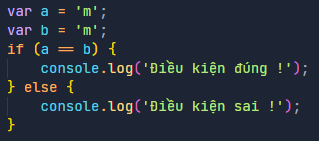 var a = 'm';
var b = 'm';
if (a == b) {
    console.log('Điều kiện đúng !');
} else {
    console.log('Điều kiện sai !');
}